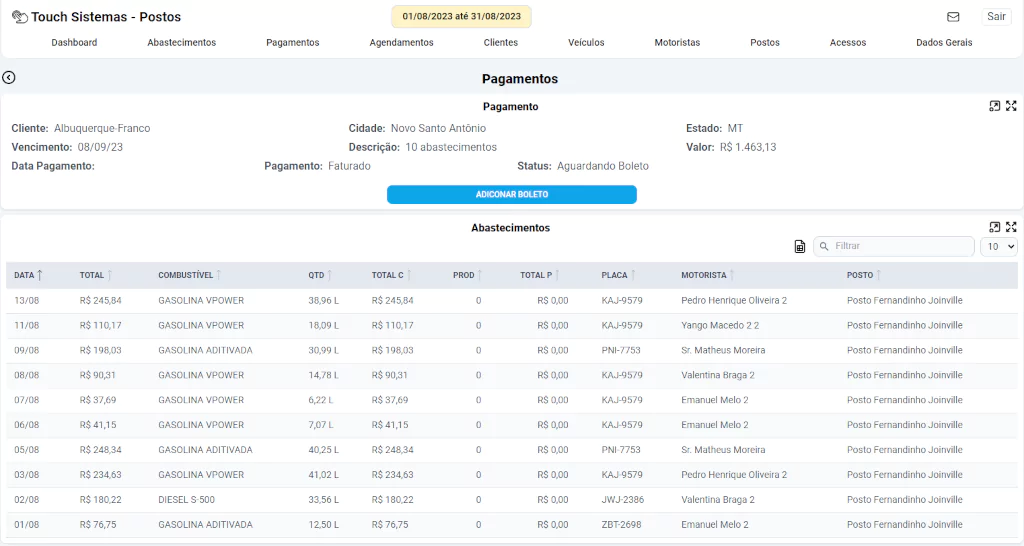 Touch Sistemas - Postos 01/08/2023 até 31/08/2023 Sair
Dashboard Abastecimentos Pagamentos Agendamentos Clientes Veículos Motoristas Postos Acessos Dados Gerais
Pagamentos
Pagamento
Cliente: Albuquerque-Franco Cidade: Novo Santo Antônio Estado: MT
Vencimento: 08/09/23 Descrição: 10 abastecimentos Valor: R$ 1.463,13
Data Pagamento: Pagamento: Faturado Status: Aguardando Boleto
ADICONAR BOLETO
Abastecimentos
Filtrar 10
DATA TOTAL COMBUSTÍVEL QTD TOTAL C PROD TOTAL P PLACA MOTORISTA POSTO
13/08 R$ 245,84 GASOLINA VPOWER 38,96 L R$ 245,84 0 R$ 0,00 KAJ-9579 Pedro Henrique Oliveira 2 Posto Fernandinho Joinville
11/08 R$ 110,17 GASOLINA VPOWER 18,09 L R$ 110,17 0 R$ 0,00 KAJ-9579 Yango Macedo 2 2 Posto Fernandinho Joinville
09/08 R$ 198,03 GASOLINA ADITIVADA 30,99 L R$ 198,03 0 R$ 0,00 PNI-7753 Sr. Matheus Moreira Posto Fernandinho Joinville
08/08 R$ 90,31 GASOLINA VPOWER 14,78 L R$ 90,31 0 R$ 0,00 KAJ-9579 Valentina Braga 2 Posto Fernandinho Joinville
07/08 R$ 37,69 GASOLINA VPOWER 6,22 L R$ 37,69 0 R$ 0,00 KAJ-9579 Emanuel Melo 2 Posto Fernandinho Joinville
06/08 R$ 41,15 GASOLINA VPOWER 7,07 L R$ 41,15 0 R$ 0,00 KAJ-9579 Emanuel Melo 2 Posto Fernandinho Joinville
05/08 R$ 248,34 GASOLINA ADITIVADA 40,25 L R$ 248,34 0 R$ 0,00 PNI-7753 Sr. Matheus Moreira Posto Fernandinho Joinville
03/08 R$ 234,63 GASOLINA VPOWER 41,02 L R$ 234,63 0 R$ 0,00 KAJ-9579 Pedro Henrique Oliveira 2 Posto Fernandinho Joinville
02/08 R$ 180,22 DIESEL S-500 33,56 L R$ 180,22 0 R$ 0,00 JWJ-2386 Valentina Braga 2 Posto Fernandinho Joinville
01/08 R$ 76,75 GASOLINA ADITIVADA 12,50 L R$ 76,75 0 R$ 0,00 ZBT-2698 Emanuel Melo 2 Posto Fernandinho Joinville